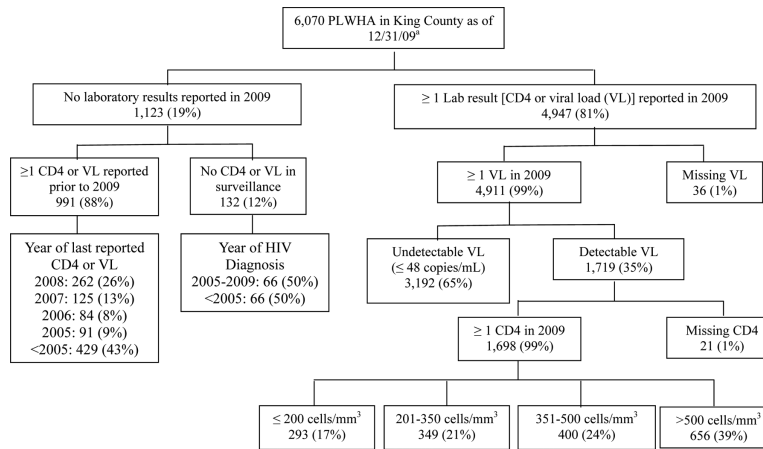 6,070 PLWHA in King County as of
12/31/09ᵃ
No laboratory results reported in 2009
1,123 (19%)
≥ 1 Lab result [CD4 or viral load (VL)] reported in 2009
4,947 (81%)
≥1 CD4 or VL reported
prior to 2009
991 (88%)
No CD4 or VL in
surveillance
132 (12%)
≥ 1 VL in 2009
4,911 (99%)
Missing VL
36 (1%)
Year of last reported
CD4 or VL
2008: 262 (26%)
2007: 125 (13%)
2006: 84 (8%)
2005: 91 (9%)
<2005: 429 (43%)
Year of HIV
Diagnosis
2005-2009: 66 (50%)
<2005: 66 (50%)
Undetectable VL
(≤ 48 copies/mL)
3,192 (65%)
Detectable VL
1,719 (35%)
≥ 1 CD4 in 2009
1,698 (99%)
Missing CD4
21 (1%)
≤ 200 cells/mm³
293 (17%)
201-350 cells/mm³
349 (21%)
351-500 cells/mm³
400 (24%)
>500 cells/mm³
656 (39%)